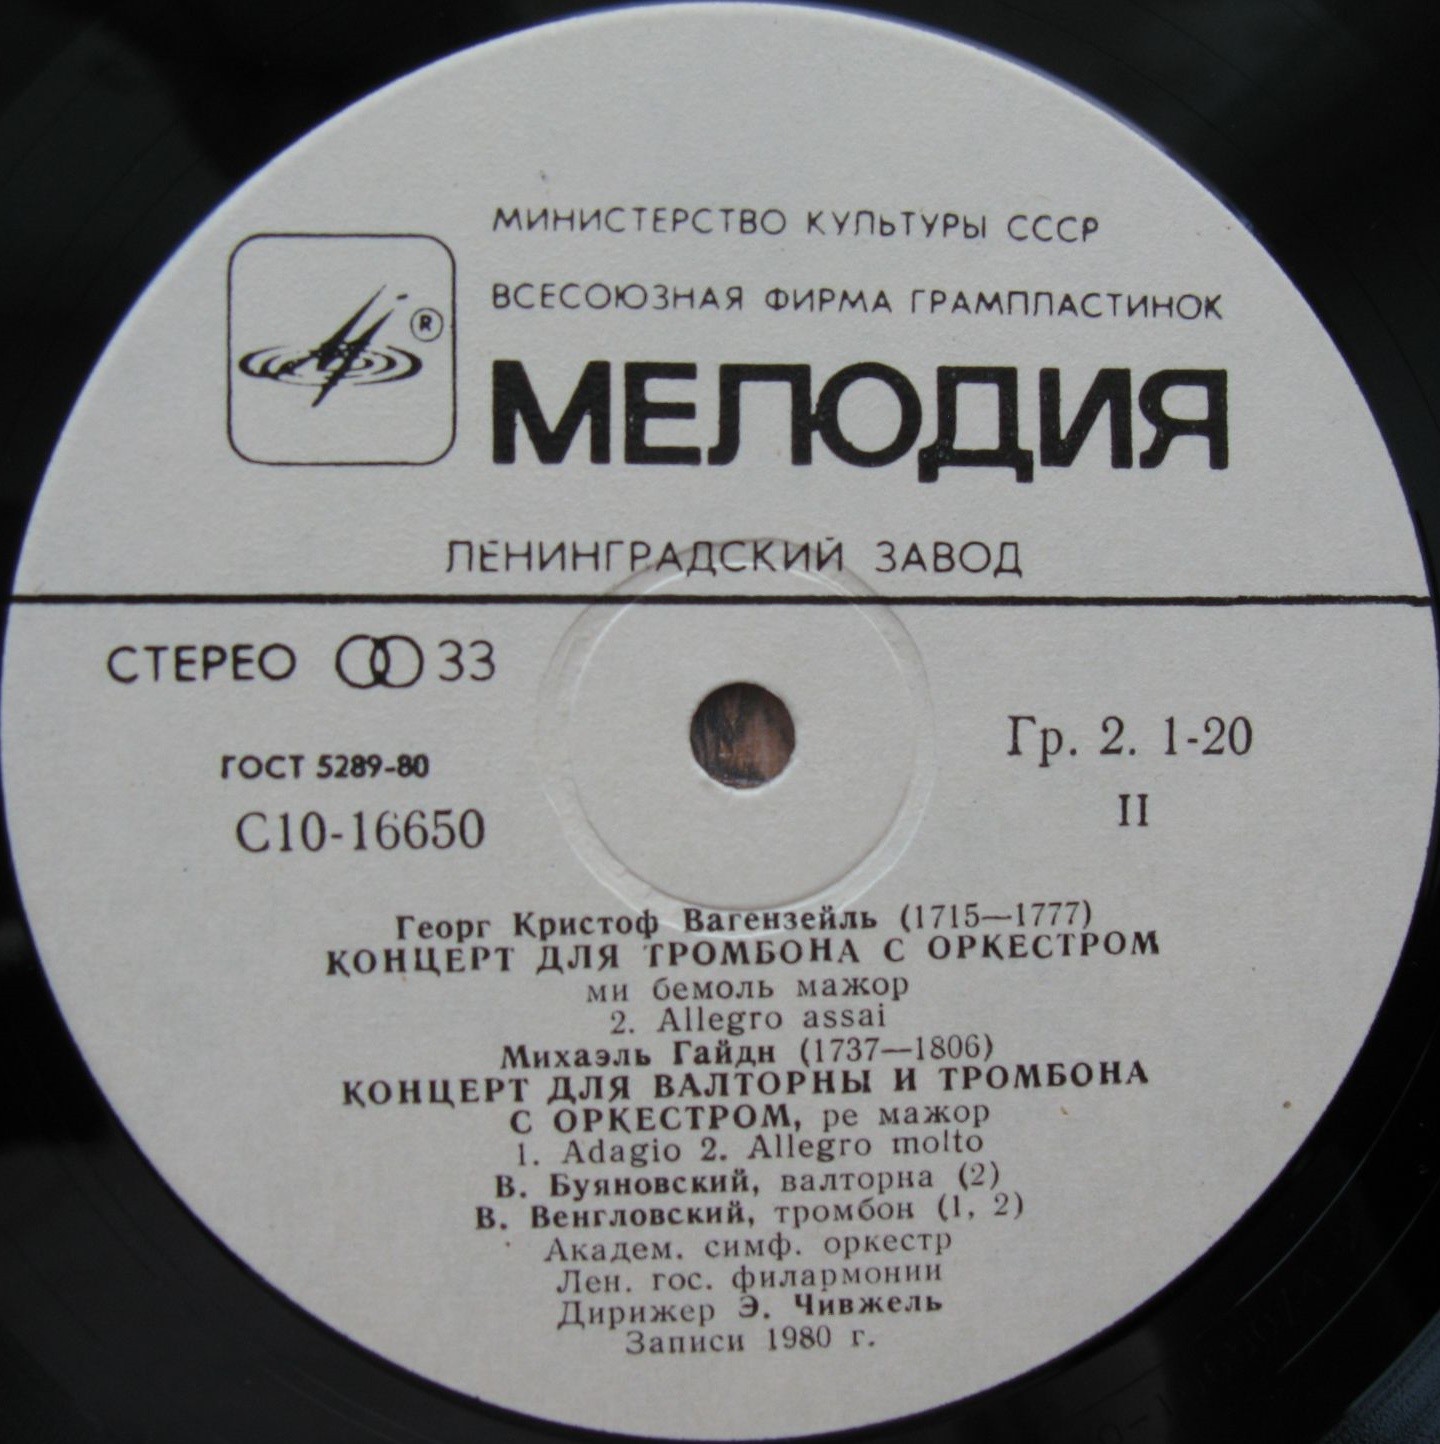 МИНИСТЕРСТВО КУЛЬТУРЫ СССР
ВСЕСОЮЗНАЯ ФИРМА ГРАМПЛАСТИНОК
®
МЕЛОДИЯ
ЛЕНИНГРАДСКИЙ ЗАВОД
СТЕРЕО 33
Гр. 2. 1-20
ГОСТ 5289-80
II
С10-16650
Георг Кристоф Вагензейль (1715—1777)
КОНЦЕРТ ДЛЯ ТРОМБОНА С ОРКЕСТРОМ
ми бемоль мажор
2. Allegro assai
Михаэль Гайдн (1737—1806)
КОНЦЕРТ ДЛЯ ВАЛТОРНЫ И ТРОМБОНА
С ОРКЕСТРОМ, ре мажор
1. Adagio 2. Allegro molto
В. Буяновский, валторна (2)
В. Венгловский, тромбон (1, 2)
Академ. симф. оркестр
Лен. гос. филармонии
Дирижер Э. Чивжель
Записи 1980 г.